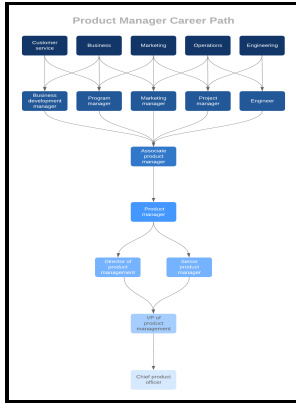 Product Manager Career Path
Customer
service
Business
Marketing
Operations
Engineering
Business
development
manager
Program
manager
Marketing
manager
Project
manager
Engineer
Associate
product
manager
Product
manager
Director of
product
management
Senior
product
manager
VP of
product
management
Chief product
officer